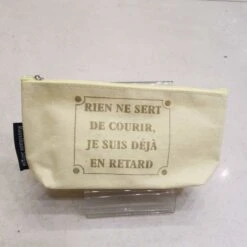 RIEN NE SERT
DE COURIR,
JE SUIS DÉJÀ
EN RETARD